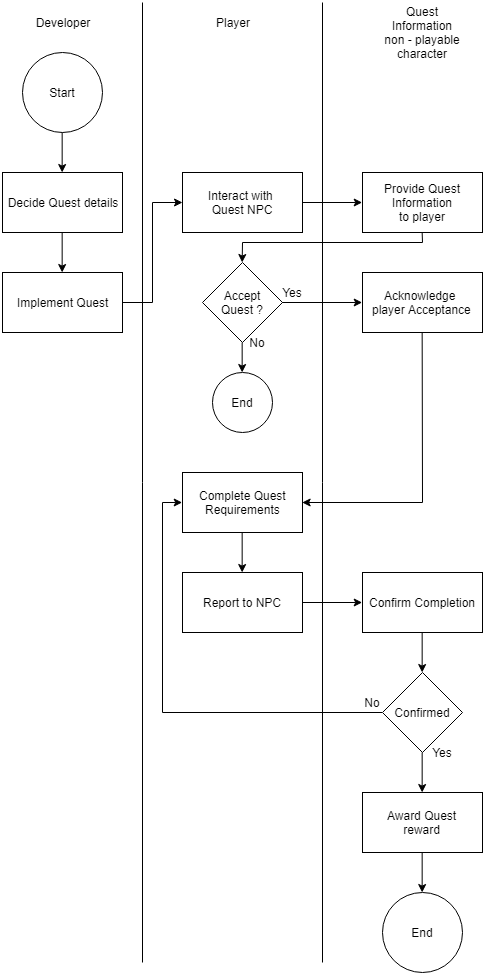 Developer
Player
Quest
Information
non - playable
character
Start
Decide Quest details
Interact with
Quest NPC
Provide Quest
Information
to player
Implement Quest
Accept
Quest ?
Yes
Acknowledge
player Acceptance
No
End
Complete Quest
Requirements
Report to NPC
Confirm Completion
No
Confirmed
Yes
Award Quest
reward
End